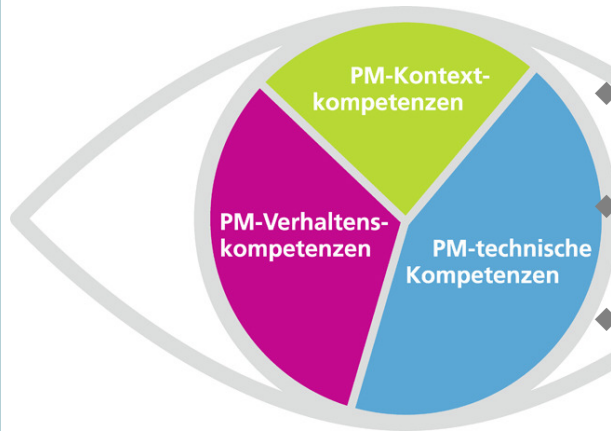 PM-Kontext-
kompetenzen
PM-Verhaltens-
kompetenzen
PM-technische
Kompetenzen